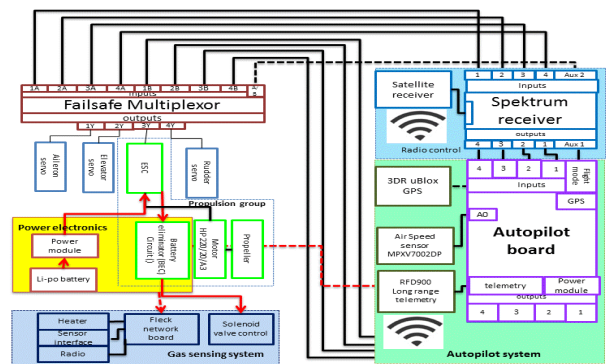 1A 2A 3A 4A 1B 2B 3B 4B A/B
inputs
Failsafe Multiplexor
outputs
1Y 2Y 3Y 4Y
Aileron servo
Elevator servo
ESC
Rudder servo
Propulsion group
Power electronics
Power module
Li-po battery
Battery eliminator (BEC) Circuit()
Motor HP 220/20/A3
Propeller
Heater
Sensor interface
Radio
Fleck network board
Solenoid valve control
Gas sensing system
Satellite receiver
Radio control
1 2 3 4 Aux 2
Inputs
Spektrum receiver
outputs
4 3 2 1 Aux 1
3DR uBlox GPS
Air Speed sensor MPXV7002DP
RFD900 Long range telemetry
4 3 2 1
Inputs
Flight mode
GPS
AO
Autopilot board
telemetry
Power module
outputs
4 3 2 1
Autopilot system